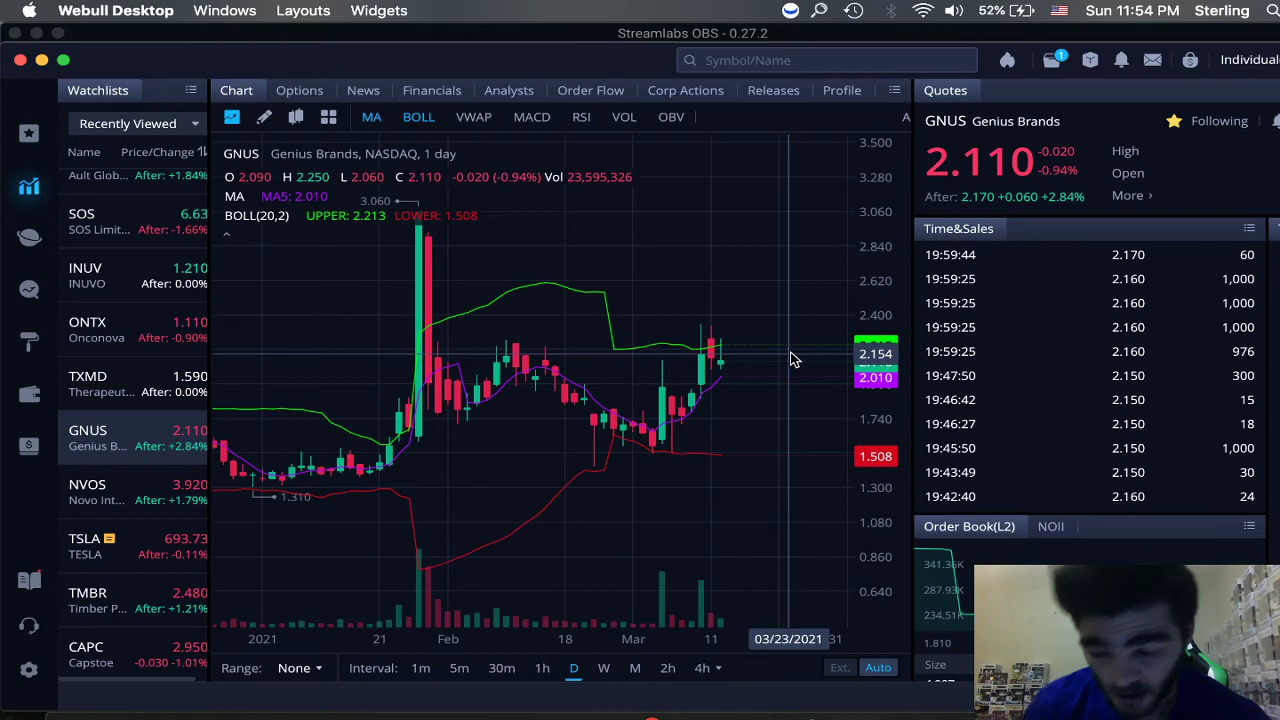 Webull Desktop Windows Layouts Widgets 52% Sun 11:54 PM Sterling
Streamlabs OBS - 0.27.2
Symbol/Name 1 Individual
Watchlists Chart Options News Financials Analysts Order Flow Corp Actions Releases Profile Quotes
Recently Viewed MA BOLL VWAP MACD RSI VOL OBV A
GNUS Genius Brands Following
Name Price/Change
Ault Glob... After: +1.84%
GNUS Genius Brands, NASDAQ, 1 day
O 2.090 H 2.250 L 2.060 C 2.110 -0.020 (-0.94%) Vol 23,595,326
MA MA5: 2.010
3.060
BOLL(20,2) UPPER: 2.213 LOWER: 1.508
2.110 -0.020 -0.94%
High
Open
More
After: 2.170 +0.060 +2.84%
SOS 6.63
SOS Limit... After: -1.66%
INUV 1.210
INUVO After: 0.00%
ONTX 1.110
Onconova After: -0.90%
TXMD 1.590
Therapeut... After: 0.00%
GNUS 2.110
Genius B... After: +2.84%
NVOS 3.920
Novo Int... After: +1.79%
TSLA 693.73
TESLA After: -0.11%
TMBR 2.480
Timber P... After: +1.21%
CAPC 2.950
Capstoe -0.030 -1.01%
3.500
3.280
3.060
2.840
2.620
2.400
2.154
2.010
1.740
1.508
1.300
1.080
0.860
0.640
1.310
2021 21 Feb 18 Mar 11 03/23/2021 31
Range: None Interval: 1m 5m 30m 1h D W M 2h 4h Ext. Auto
Time&Sales
19:59:44 2.170 60
19:59:25 2.160 1,000
19:59:25 2.160 1,000
19:59:25 2.160 1,000
19:59:25 2.160 976
19:47:50 2.150 300
19:46:42 2.160 15
19:46:27 2.150 18
19:45:50 2.150 1,000
19:43:49 2.150 30
19:42:40 2.160 24
Order Book(L2) NOII
341.36K
287.93K
234.51K
1.810
Size